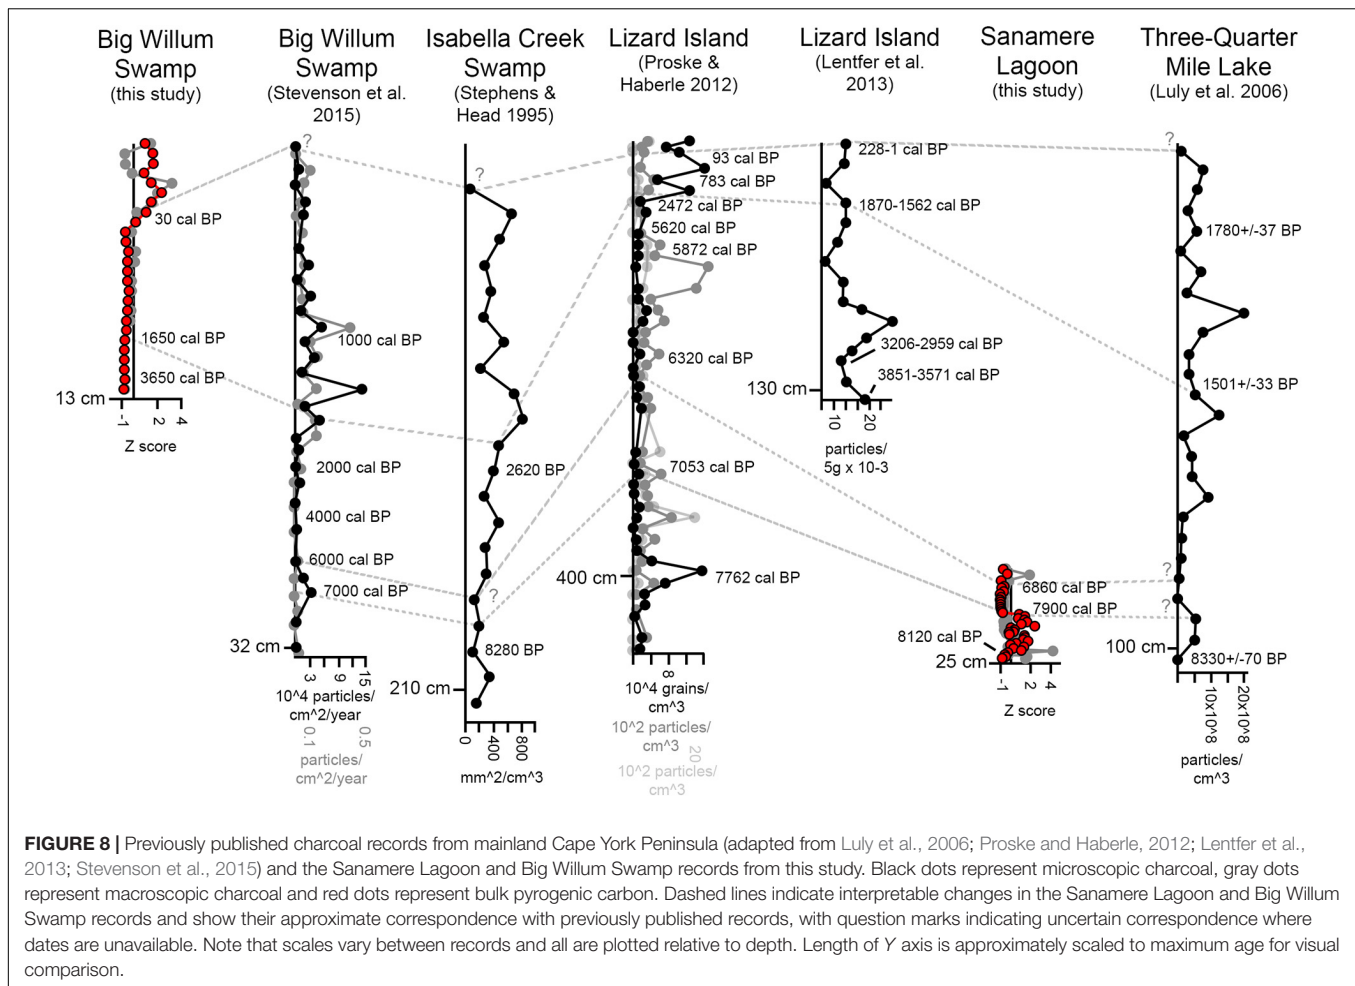 Big Willum
Swamp
(this study)
Big Willum
Swamp
(Stevenson et al.
2015)
Isabella Creek
Swamp
(Stephens &
Head 1995)
Lizard Island
(Proske &
Haberle 2012)
Lizard Island
(Lentfer et al.
2013)
Sanamere
Lagoon
(this study)
Three-Quarter
Mile Lake
(Luly et al. 2006)
30 cal BP
1650 cal BP
3650 cal BP
13 cm
-1
2
4
Z score
?
1000 cal BP
2000 cal BP
4000 cal BP
6000 cal BP
7000 cal BP
32 cm
3
9
15
10^4 particles/
cm^2/year
0.1
0.5
particles/
cm^2/year
?
2620 BP
?
8280 BP
210 cm
0
400
800
mm^2/cm^3
93 cal BP
783 cal BP
2472 cal BP
5620 cal BP
5872 cal BP
6320 cal BP
7053 cal BP
400 cm
7762 cal BP
8
10^4 grains/
cm^3
10^2 particles/
cm^3
20
10^2 particles/
cm^3
228-1 cal BP
1870-1562 cal BP
3206-2959 cal BP
3851-3571 cal BP
130 cm
10
20
particles/
5g x 10-3
6860 cal BP
7900 cal BP
8120 cal BP
25 cm
-1
2
4
Z score
?
1780+/-37 BP
1501+/-33 BP
?
?
100 cm
8330+/-70 BP
10x10^8
20x10^8
particles/
cm^3
FIGURE 8 | Previously published charcoal records from mainland Cape York Peninsula (adapted from Luly et al., 2006; Proske and Haberle, 2012; Lentfer et al.,
2013; Stevenson et al., 2015) and the Sanamere Lagoon and Big Willum Swamp records from this study. Black dots represent microscopic charcoal, gray dots
represent macroscopic charcoal and red dots represent bulk pyrogenic carbon. Dashed lines indicate interpretable changes in the Sanamere Lagoon and Big Willum
Swamp records and show their approximate correspondence with previously published records, with question marks indicating uncertain correspondence where
dates are unavailable. Note that scales vary between records and all are plotted relative to depth. Length of Y axis is approximately scaled to maximum age for visual
comparison.